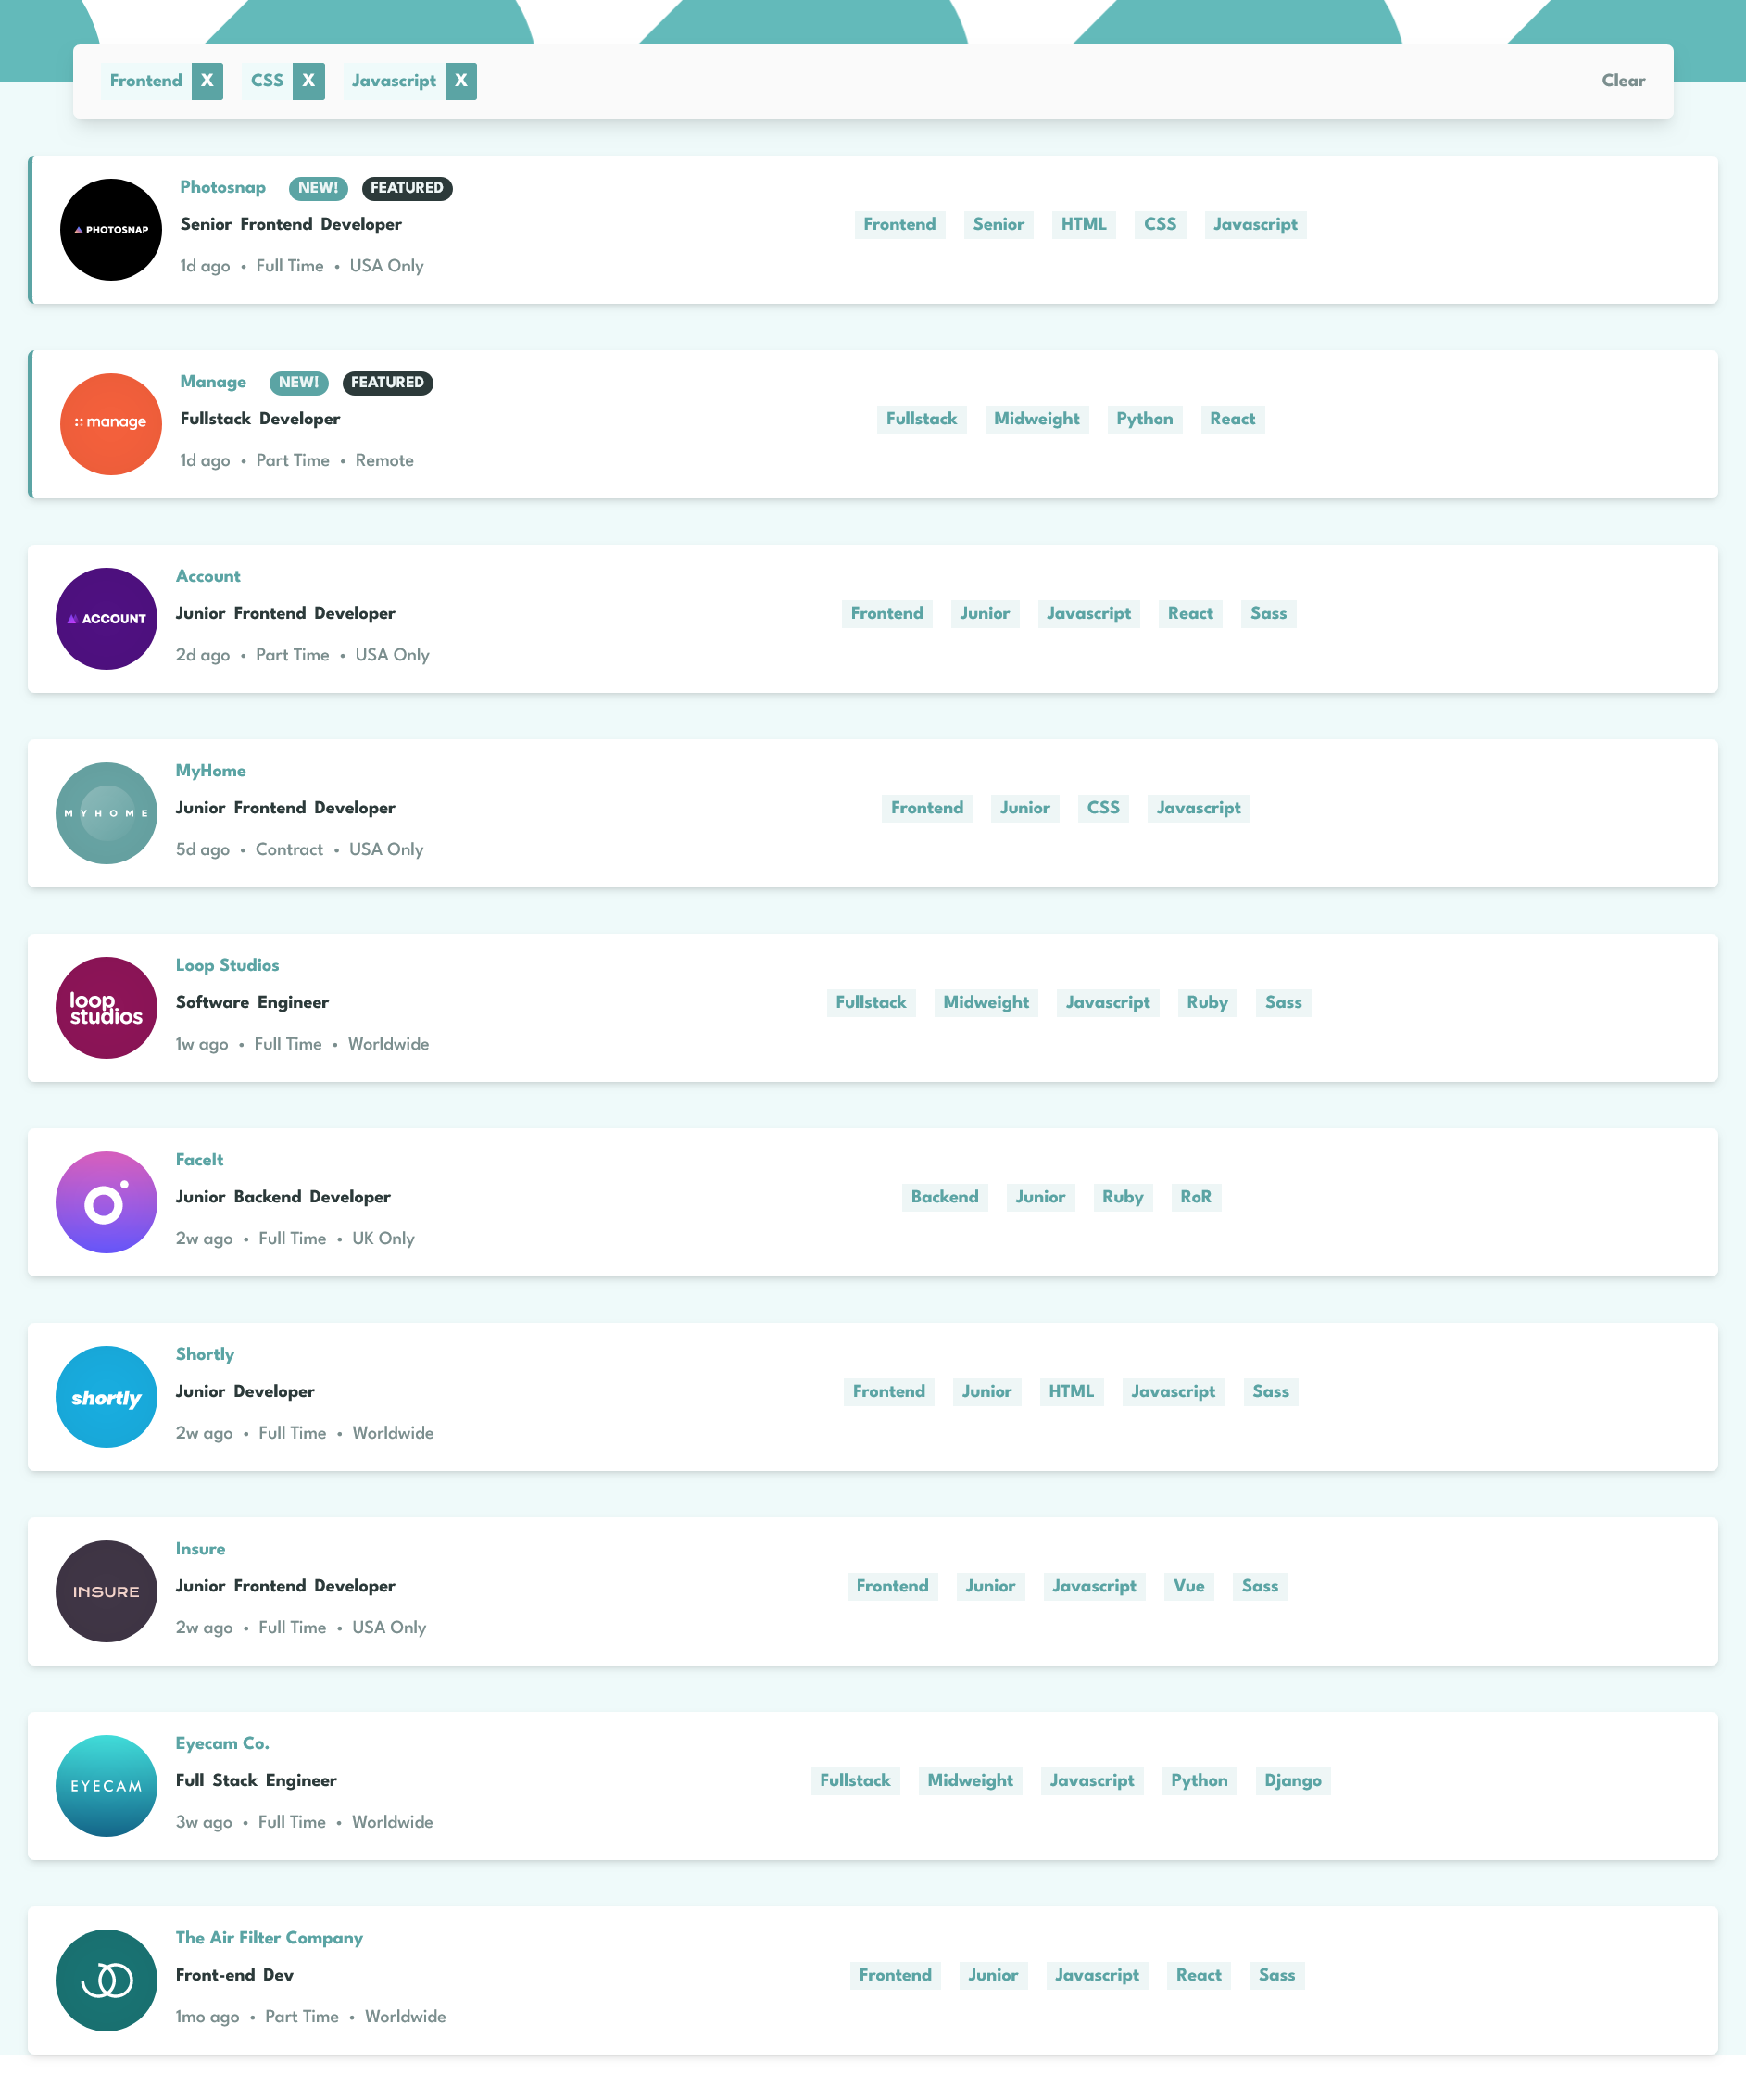 Frontend X CSS X Javascript X Clear
PHOTOSNAP
Photosnap NEW! FEATURED
Senior Frontend Developer
1d ago • Full Time • USA Only
Frontend Senior HTML CSS Javascript
manage
Manage NEW! FEATURED
Fullstack Developer
1d ago • Part Time • Remote
Fullstack Midweight Python React
ACCOUNT
Account
Junior Frontend Developer
2d ago • Part Time • USA Only
Frontend Junior Javascript React Sass
MYHOME
MyHome
Junior Frontend Developer
5d ago • Contract • USA Only
Frontend Junior CSS Javascript
loop
studios
Loop Studios
Software Engineer
1w ago • Full Time • Worldwide
Fullstack Midweight Javascript Ruby Sass
FaceIt
Junior Backend Developer
2w ago • Full Time • UK Only
Backend Junior Ruby RoR
shortly
Shortly
Junior Developer
2w ago • Full Time • Worldwide
Frontend Junior HTML Javascript Sass
INSURE
Insure
Junior Frontend Developer
2w ago • Full Time • USA Only
Frontend Junior Javascript Vue Sass
EYECAM
Eyecam Co.
Full Stack Engineer
3w ago • Full Time • Worldwide
Fullstack Midweight Javascript Python Django
The Air Filter Company
Front-end Dev
1mo ago • Part Time • Worldwide
Frontend Junior Javascript React Sass